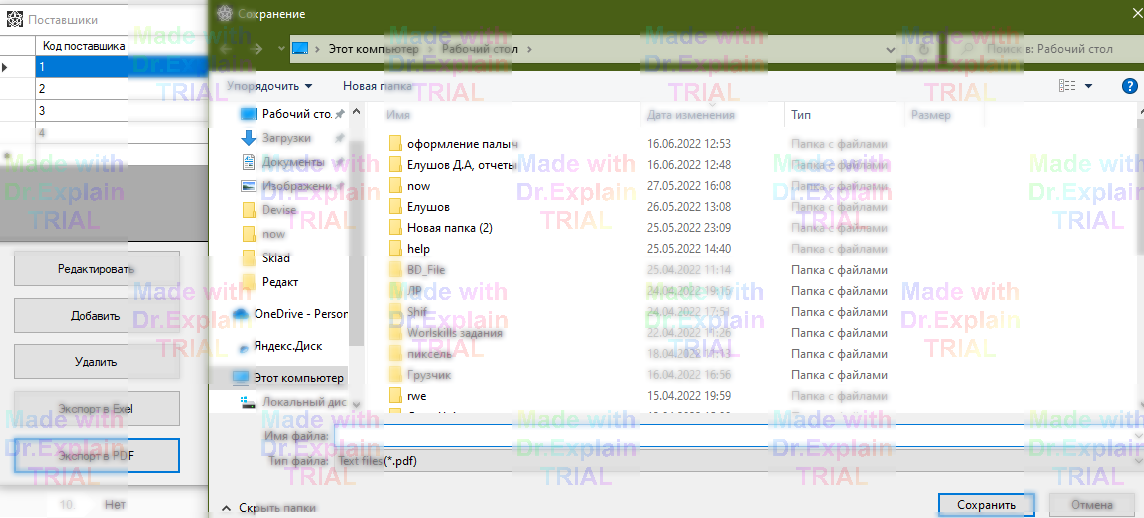 Поставщики
Код поставщика
1
2
3
4
Редактировать
Добавить
Удалить
Экспорт в Exel
Экспорт в PDF
10. Нет
Сохранение
Этот компьютер > Рабочий стол >
Поиск в: Рабочий стол
Упорядочить Новая папка
Рабочий сто.
Загрузки
Документы
Изображени
Devise
now
Sklad
Редакт
OneDrive - Person
Яндекс.Диск
Этот компьютер
Локальный дис
Имя Дата изменения Тип Размер
оформление палыч 16.06.2022 12:53 Папка с файлами
Елушов Д.А, отчеты 16.06.2022 12:48 Папка с файлами
now 27.05.2022 16:08 Папка с файлами
Елушов 26.05.2022 13:08 Папка с файлами
Новая папка (2) 25.05.2022 23:09 Папка с файлами
help 25.05.2022 14:40 Папка с файлами
BD_File 25.04.2022 11:14 Папка с файлами
ЛР 24.04.2022 19:15 Папка с файлами
Shif 24.04.2022 17:51 Папка с файлами
Worlskills задания 22.04.2022 14:26 Папка с файлами
пиксель 18.04.2022 11:13 Папка с файлами
Грузчик 16.04.2022 16:56 Папка с файлами
rwe 15.04.2022 19:59 Папка с файлами
Имя файла:
Тип файла: Text files(*.pdf)
Скрыть папки
Сохранить
Отмена
Made with
Dr.Explain
TRIAL